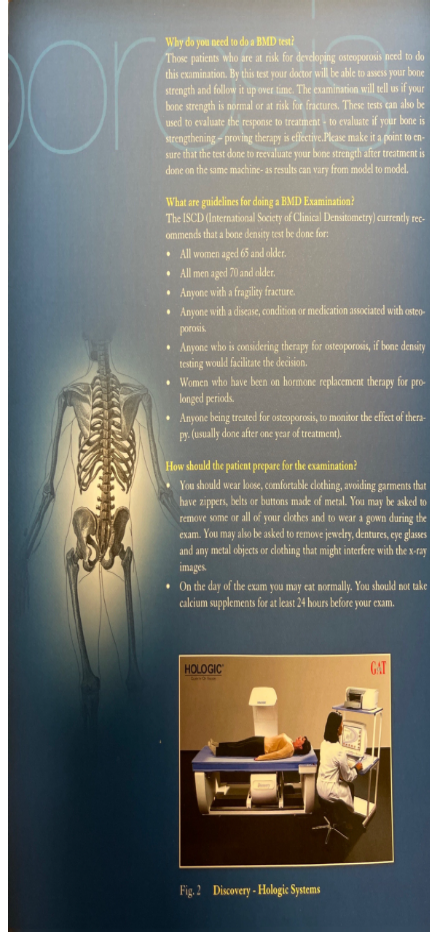 porosis
Why do you need to do a BMD test?
Those patients who are at risk for developing osteoporosis need to do
this examination. By this test your doctor will be able to assess your bone
strength and follow it up over time. The examination will tell us if your
bone strength is normal or at risk for fractures. These tests can also be
used to evaluate the response to treatment - to evaluate if your bone is
strengthening - proving therapy is effective.Please make it a point to en-
sure that the test done to reevaluate your bone strength after treatment is
done on the same machine- as results can vary from model to model.
What are guidelines for doing a BMD Examination?
The ISCD (International Society of Clinical Densitometry) currently rec-
ommends that a bone density test be done for:
• All women aged 65 and older.
• All men aged 70 and older.
• Anyone with a fragility fracture.
• Anyone with a disease, condition or medication associated with osteo-
porosis.
• Anyone who is considering therapy for osteoporosis, if bone density
testing would facilitate the decision.
• Women who have been on hormone replacement therapy for pro-
longed periods.
• Anyone being treated for osteoporosis, to monitor the effect of thera-
py. (usually done after one year of treatment).
How should the patient prepare for the examination?
• You should wear loose, comfortable clothing, avoiding garments that
have zippers, belts or buttons made of metal. You may be asked to
remove some or all of your clothes and to wear a gown during the
exam. You may also be asked to remove jewelry, dentures, eye glasses
and any metal objects or clothing that might interfere with the x-ray
images.
• On the day of the exam you may eat normally. You should not take
calcium supplements for at least 24 hours before your exam.
HOLOGIC
GAT
Fig. 2 Discovery - Hologic Systems